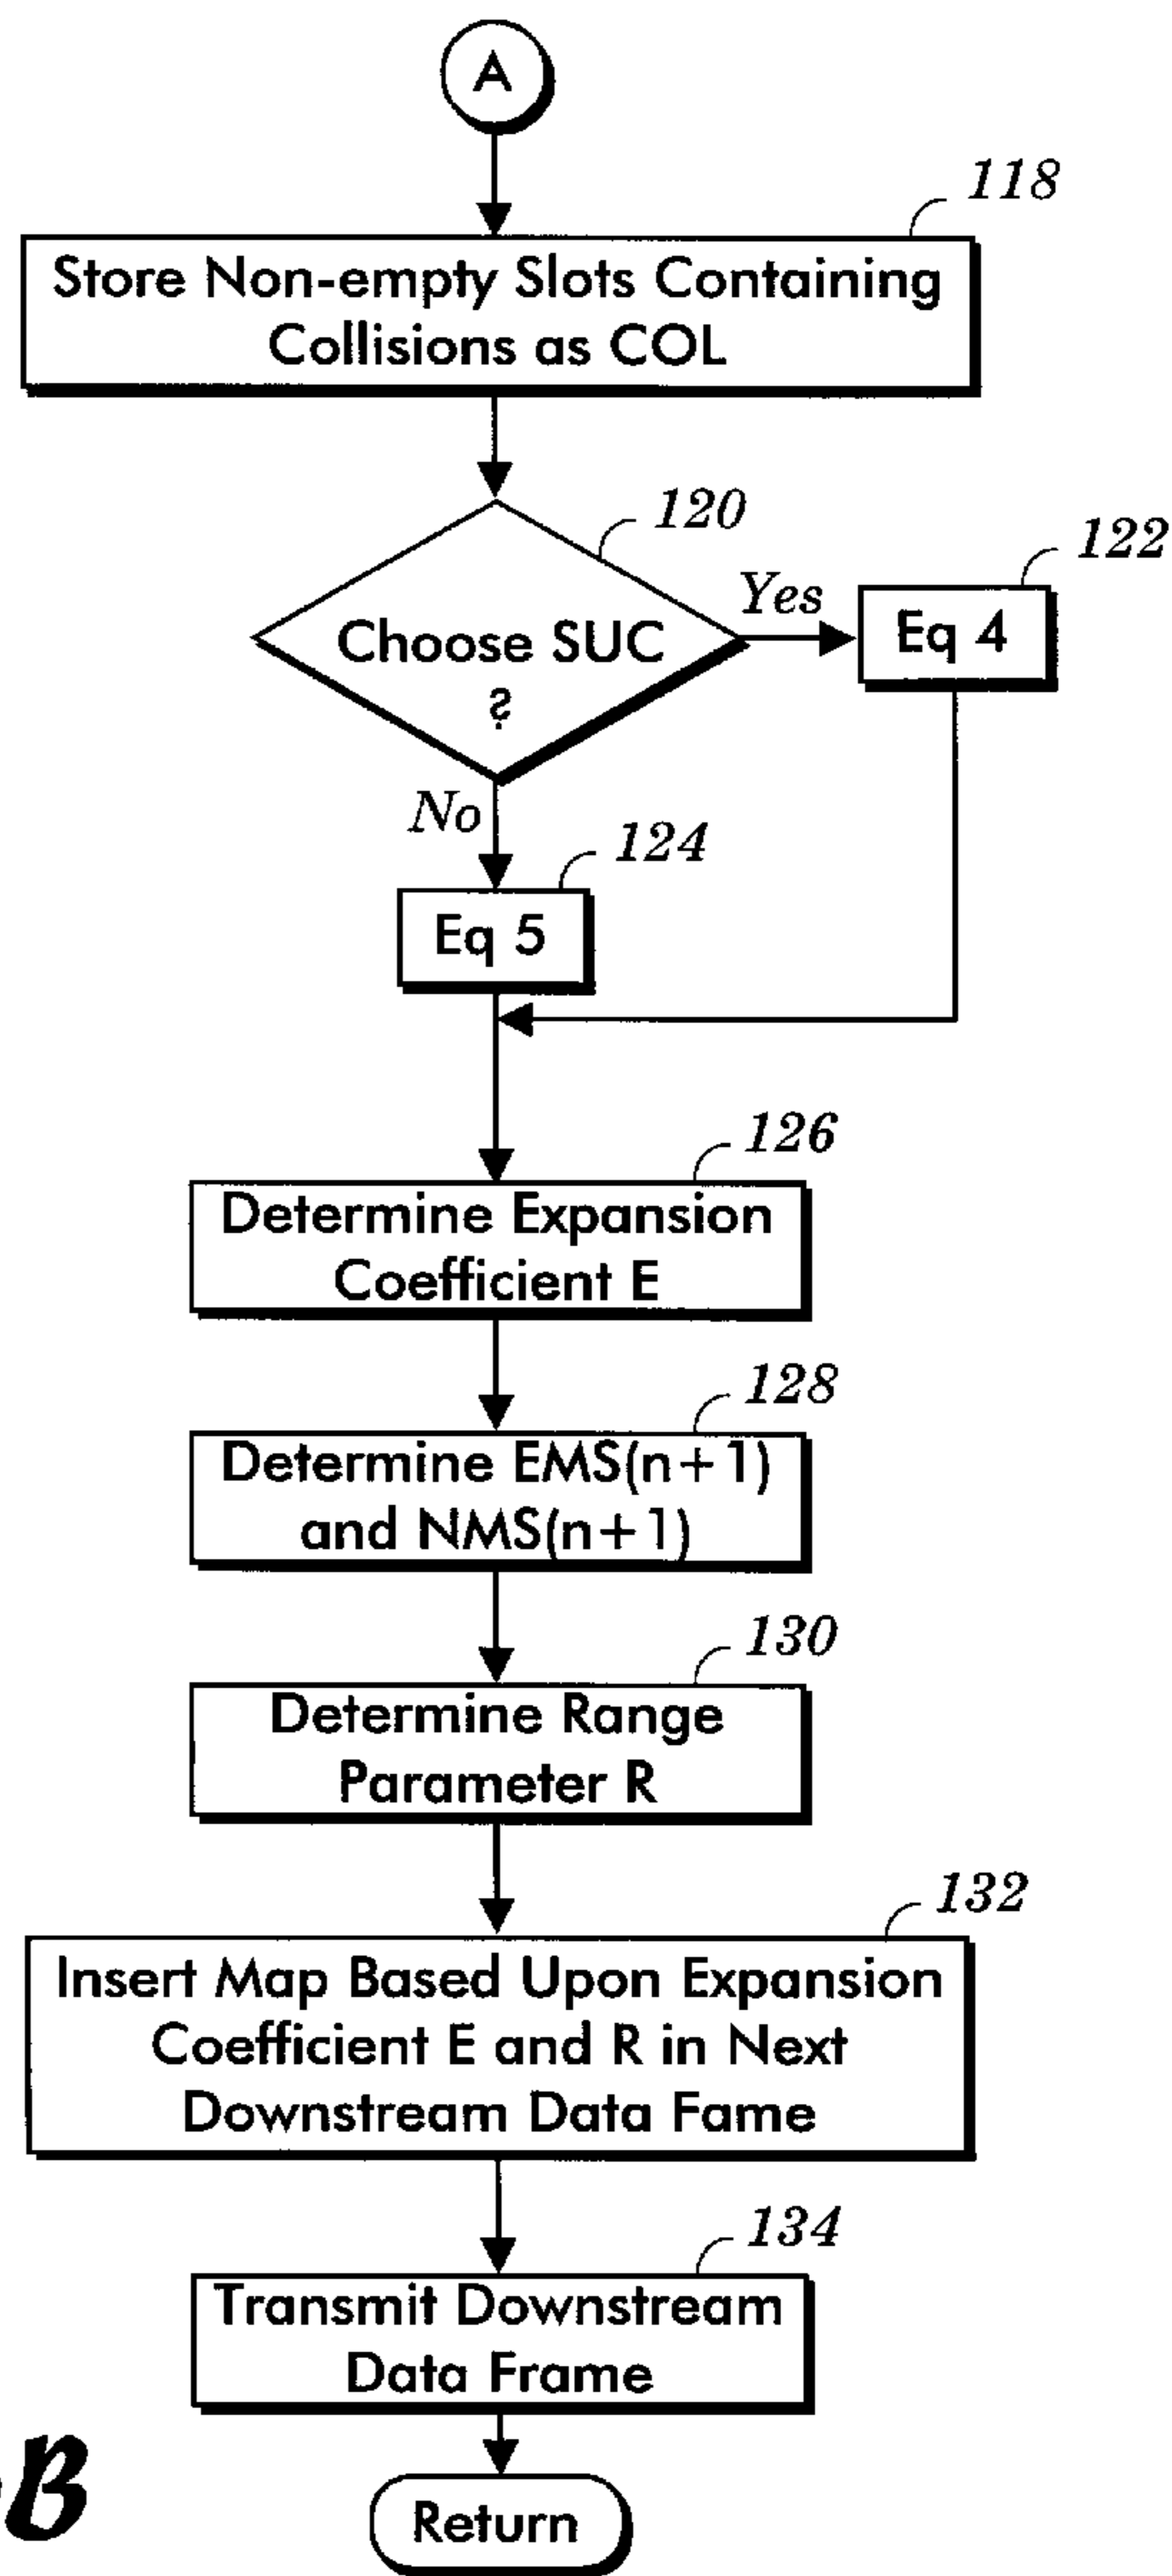 A
118
Store Non-empty Slots Containing
Collisions as COL
120
122
Choose SUC
?
Yes
Eq 4
No
124
Eq 5
126
Determine Expansion
Coefficient E
128
Determine EMS(n+1)
and NMS(n+1)
130
Determine Range
Parameter R
132
Insert Map Based Upon Expansion
Coefficient E and R in Next
Downstream Data Fame
134
Transmit Downstream
Data Frame
B
Return